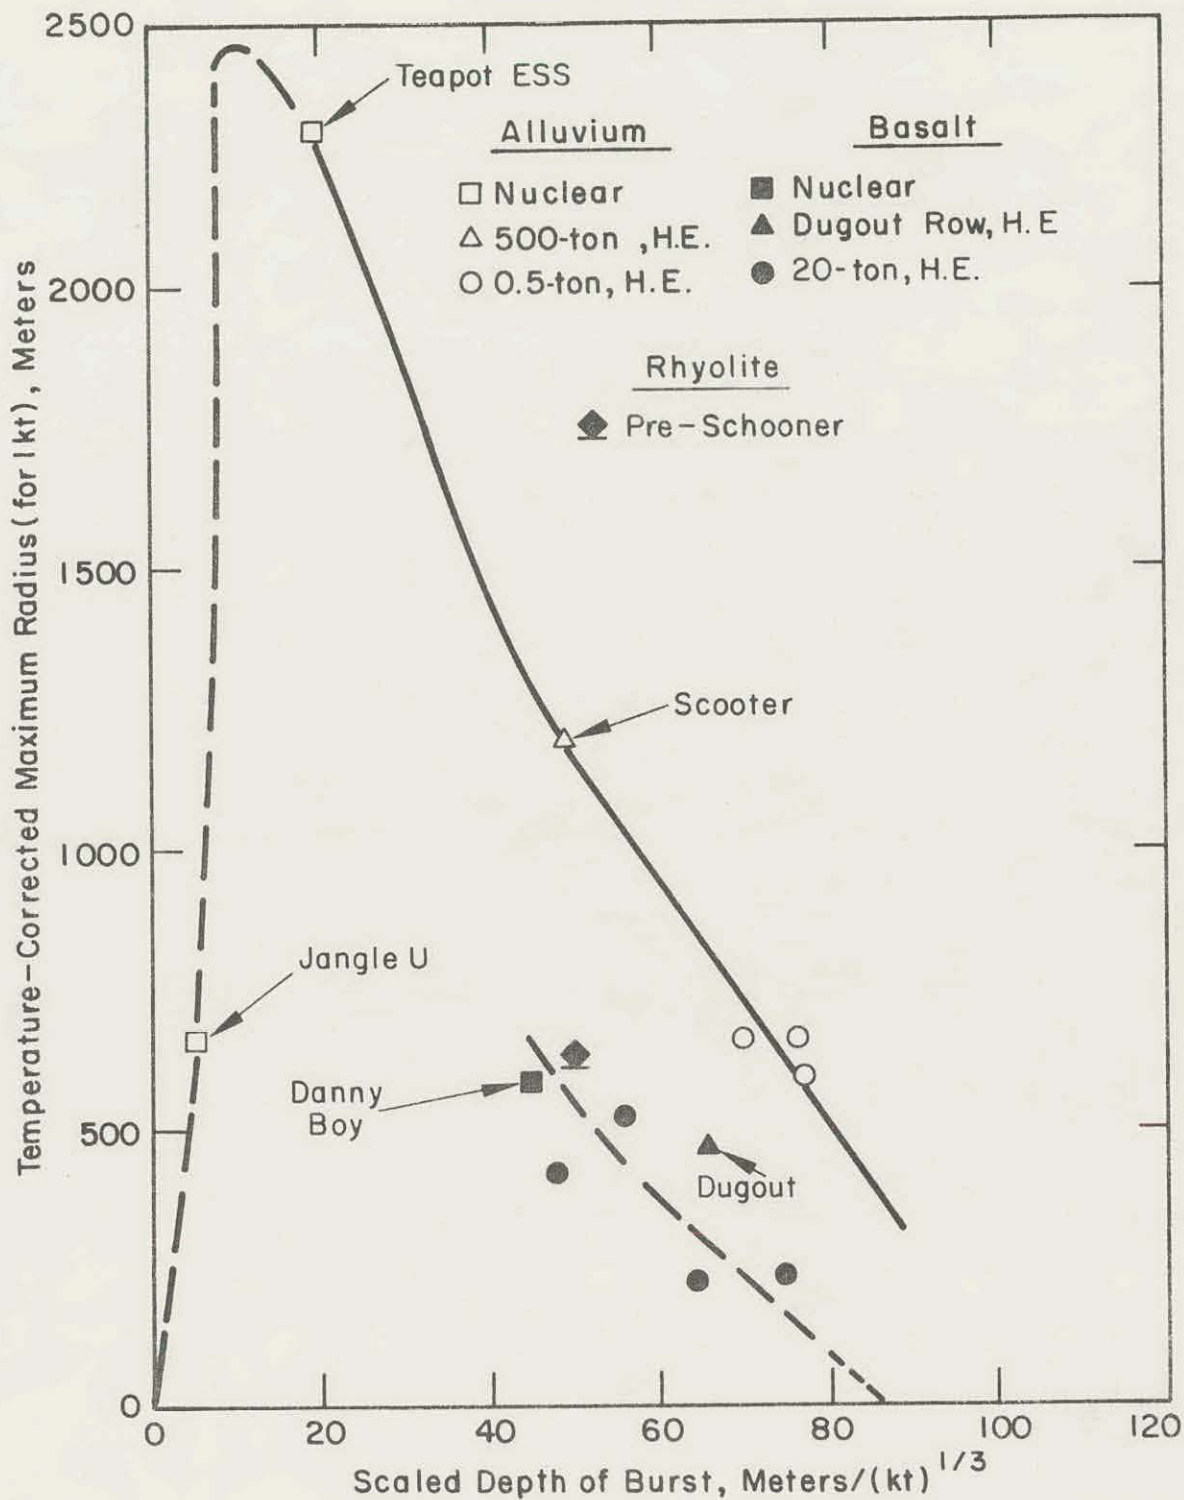 2500
2000
1500
1000
500
0
Temperature-Corrected Maximum Radius (for 1 kt), Meters
Teapot ESS
Alluvium
□ Nuclear
△ 500-ton ,H.E.
○ 0.5-ton, H.E.
Basalt
■ Nuclear
▲ Dugout Row, H.E
● 20-ton, H.E.
Rhyolite
◆ Pre-Schooner
Scooter
Jangle U
Danny
Boy
Dugout
0 20 40 60 80 100 120
Scaled Depth of Burst, Meters/(kt)^1/3